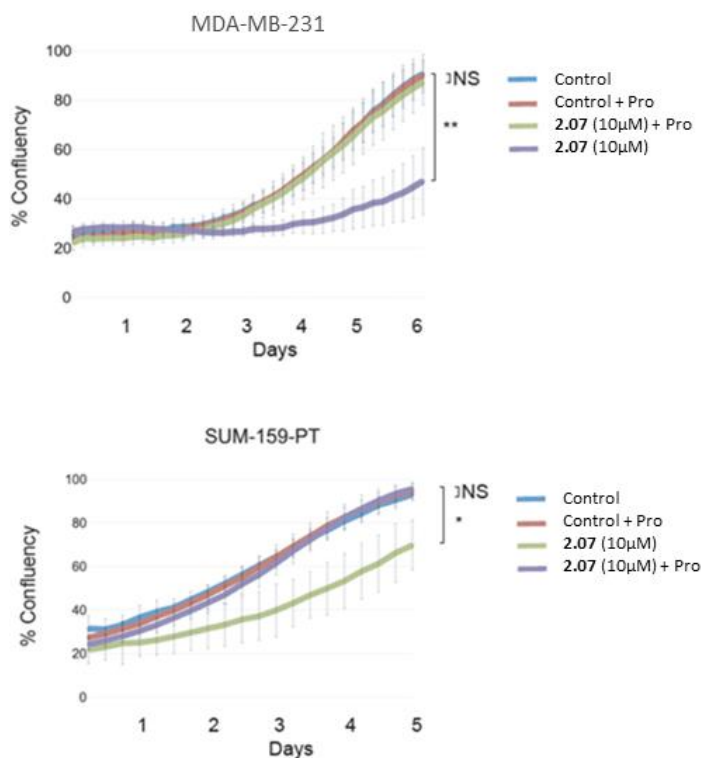 MDA-MB-231
100
80
60
40
20
0
% Confluency
1 2 3 4 5 6
Days
NS
**
Control
Control + Pro
2.07 (10µM) + Pro
2.07 (10µM)
SUM-159-PT
100
80
60
40
20
0
% Confluency
1 2 3 4 5
Days
NS
*
Control
Control + Pro
2.07 (10µM)
2.07 (10µM) + Pro